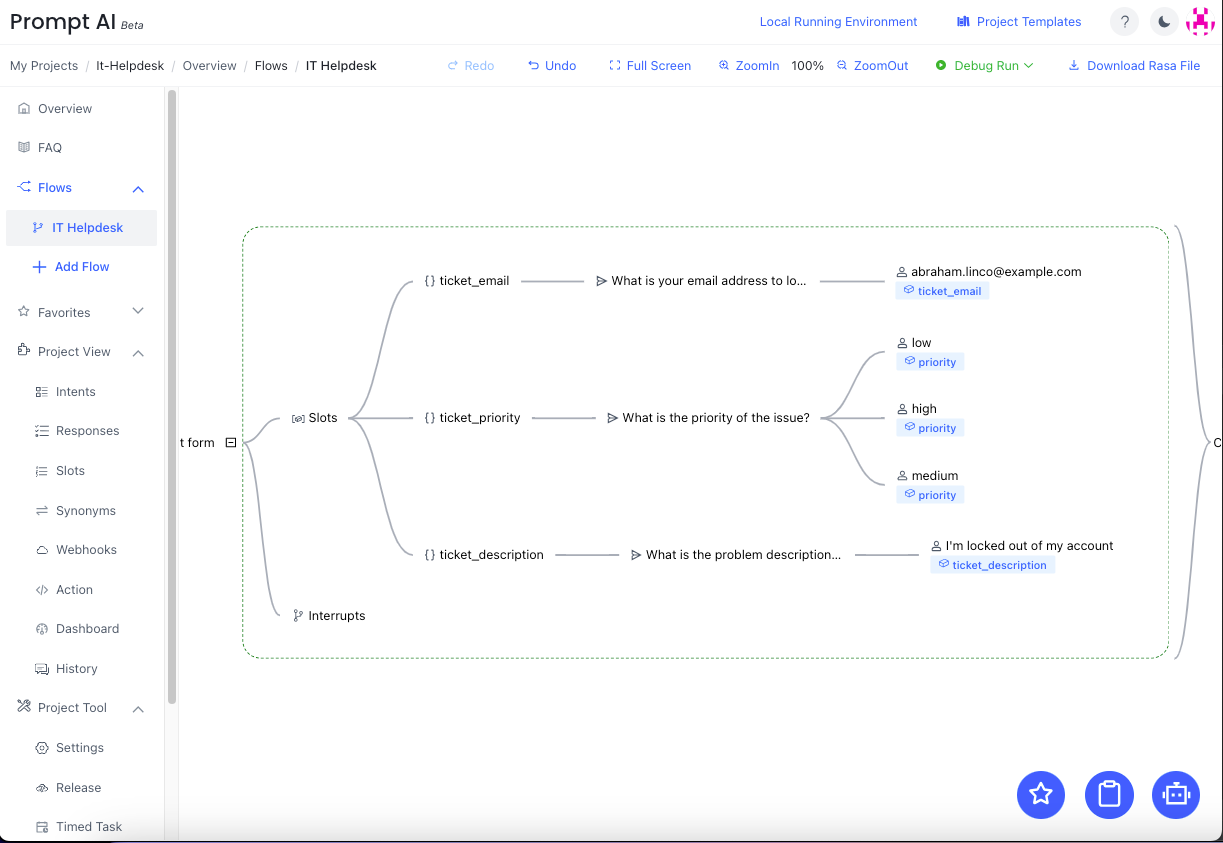 Prompt AI Beta
Local Running Environment
Project Templates
?
My Projects / It-Helpdesk / Overview / Flows / IT Helpdesk
Redo
Undo
Full Screen
ZoomIn
100%
ZoomOut
Debug Run
Download Rasa File
Overview
FAQ
Flows
IT Helpdesk
Add Flow
Favorites
Project View
Intents
Responses
Slots
Synonyms
Webhooks
Action
Dashboard
History
Project Tool
Settings
Release
Timed Task
t form
Slots
Interrupts
{} ticket_email
What is your email address to lo...
abraham.linco@example.com
ticket_email
{} ticket_priority
What is the priority of the issue?
low
priority
high
priority
medium
priority
{} ticket_description
What is the problem description...
I'm locked out of my account
ticket_description